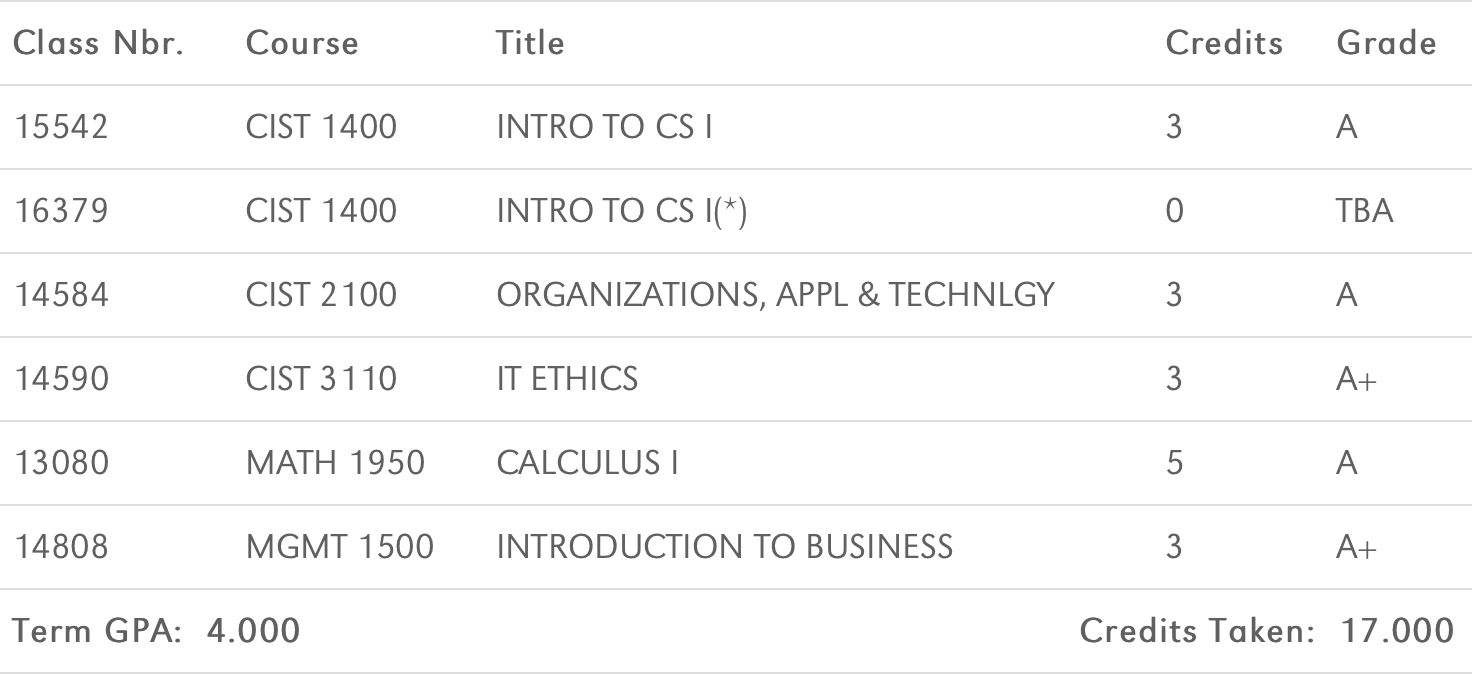 Class Nbr. Course Title Credits Grade
15542 CIST 1400 INTRO TO CS I 3 A
16379 CIST 1400 INTRO TO CS I(*) 0 TBA
14584 CIST 2100 ORGANIZATIONS, APPL & TECHNLGY 3 A
14590 CIST 3110 IT ETHICS 3 A+
13080 MATH 1950 CALCULUS I 5 A
14808 MGMT 1500 INTRODUCTION TO BUSINESS 3 A+
Term GPA: 4.000 Credits Taken: 17.000